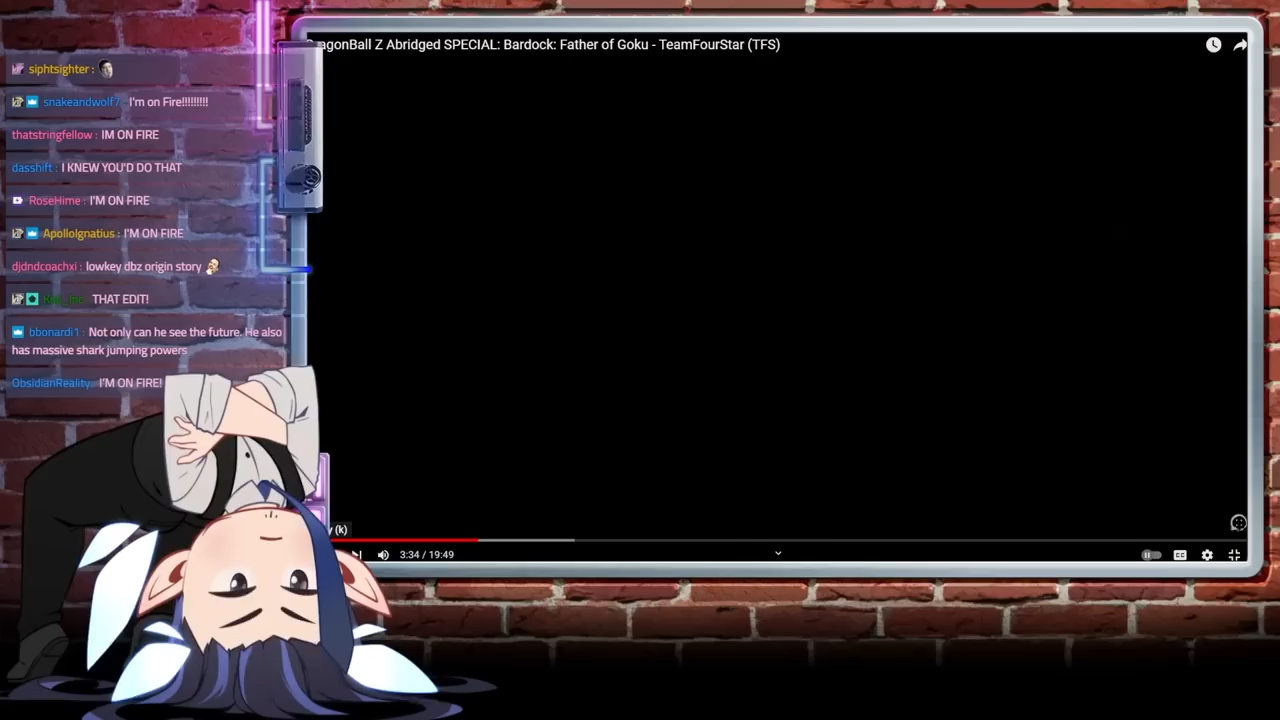 DragonBall Z Abridged SPECIAL: Bardock: Father of Goku - TeamFourStar (TFS)
siphtsighter :
snakeandwolf7 : I'm on Fire!!!!!!!!!
thatstringfellow : IM ON FIRE
dasshift : I KNEW YOU'D DO THAT
RoseHime : I'M ON FIRE
ApolloIgnatius : I'M ON FIRE
djdndcoachxi : lowkey dbz origin story
THAT EDIT!
bbonardi1 : Not only can he see the future. He also
has massive shark jumping powers
ObsidianReality : I'M ON FIRE!
y (k)
3:34 / 19:49
CC